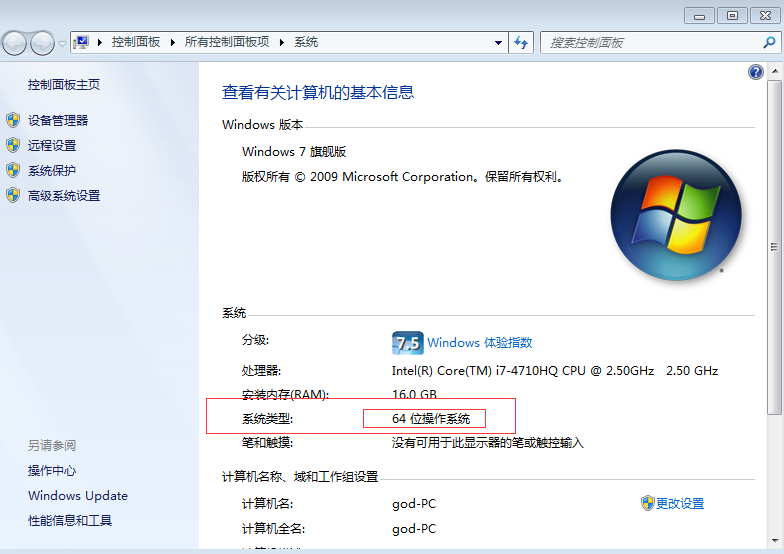 控制面板 所有控制面板项 系统 搜索控制面板
控制面板主页
设备管理器
远程设置
系统保护
高级系统设置
另请参阅
操作中心
Windows Update
性能信息和工具
查看有关计算机的基本信息
Windows 版本
Windows 7 旗舰版
版权所有 © 2009 Microsoft Corporation。保留所有权利。
系统
分级: 7.5 Windows 体验指数
处理器: Intel(R) Core(TM) i7-4710HQ CPU @ 2.50GHz 2.50 GHz
安装内存(RAM): 16.0 GB
系统类型: 64 位操作系统
笔和触摸: 没有可用于此显示器的笔或触控输入
计算机名称、域和工作组设置
计算机名: god-PC 更改设置
计算机全名: god-PC